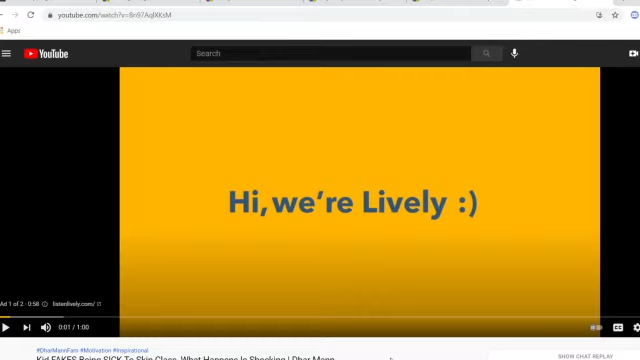 youtube.com/watch?v=8n97AqlXKsM
Apps
YouTube
Search
Hi, we're Lively :)
Ad 1 of 2 · 0:58
listenlively.com/
0:01 / 1:00
#DharMannFam #Motivation #Inspirational
Kid FAKES Being SICK To Skip Class, What Happens Is Shocking | Dhar Mann
SHOW CHAT REPLAY